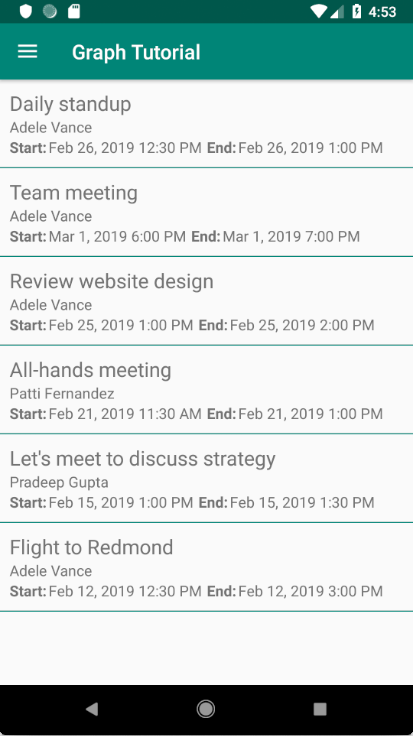 4:53
Graph Tutorial
Daily standup
Adele Vance
Start: Feb 26, 2019 12:30 PM End: Feb 26, 2019 1:00 PM
Team meeting
Adele Vance
Start: Mar 1, 2019 6:00 PM End: Mar 1, 2019 7:00 PM
Review website design
Adele Vance
Start: Feb 25, 2019 1:00 PM End: Feb 25, 2019 2:00 PM
All-hands meeting
Patti Fernandez
Start: Feb 21, 2019 11:30 AM End: Feb 21, 2019 1:00 PM
Let's meet to discuss strategy
Pradeep Gupta
Start: Feb 15, 2019 1:00 PM End: Feb 15, 2019 1:30 PM
Flight to Redmond
Adele Vance
Start: Feb 12, 2019 12:30 PM End: Feb 12, 2019 3:00 PM